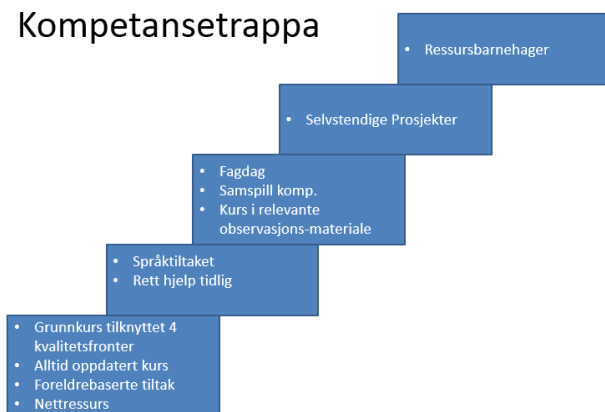 Kompetansetrappa
• Ressursbarnehager
• Selvstendige Prosjekter
• Fagdag
• Samspill komp.
• Kurs i relevante
observasjons-materiale
• Språktiltaket
• Rett hjelp tidlig
• Grunnkurs tilknyttet 4
kvalitetsfronter
• Alltid oppdatert kurs
• Foreldrebaserte tiltak
• Nettressurs